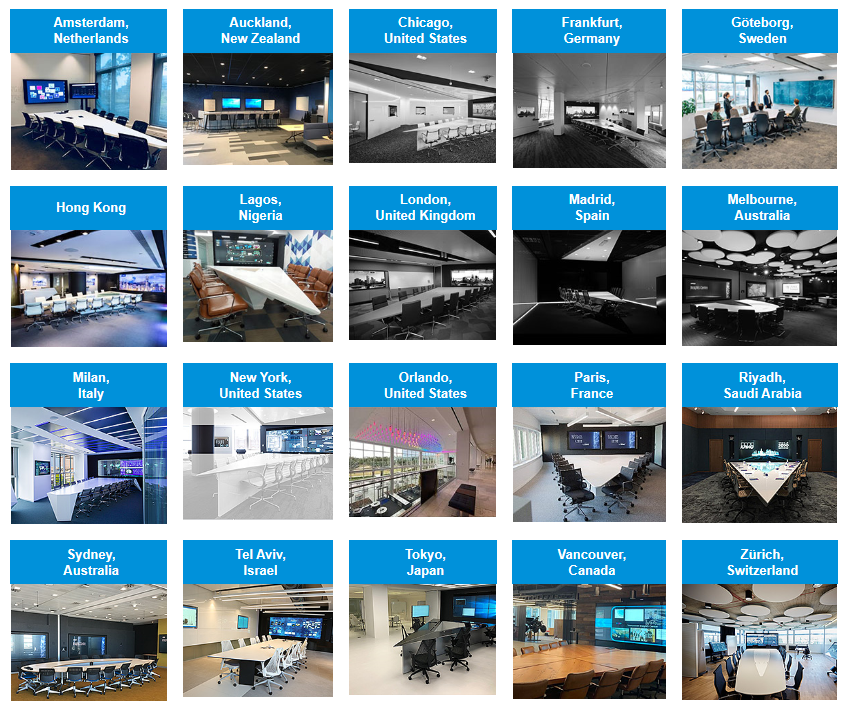 Amsterdam,
Netherlands
Auckland,
New Zealand
Chicago,
United States
Frankfurt,
Germany
Göteborg,
Sweden
Hong Kong
Lagos,
Nigeria
London,
United Kingdom
Madrid,
Spain
Melbourne,
Australia
Milan,
Italy
New York,
United States
Orlando,
United States
Paris,
France
Riyadh,
Saudi Arabia
Sydney,
Australia
Tel Aviv,
Israel
Tokyo,
Japan
Vancouver,
Canada
Zürich,
Switzerland